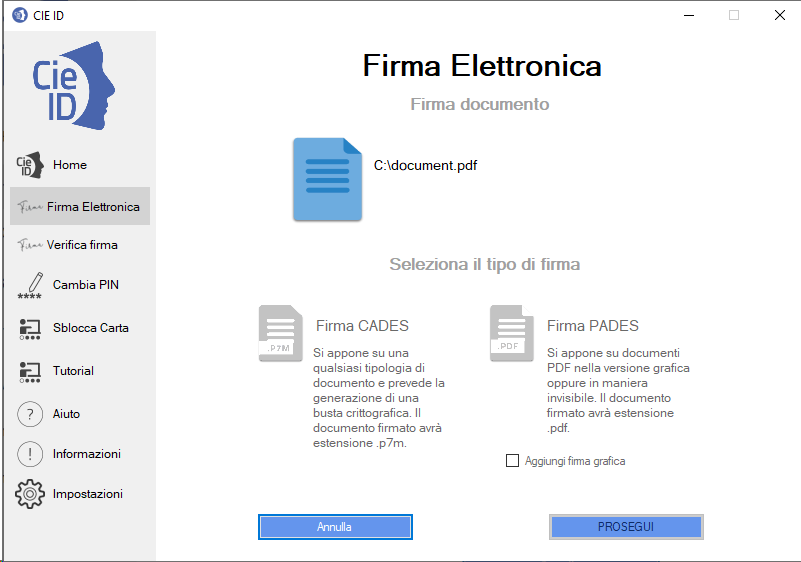 CIE ID
Cie
ID
Firma Elettronica
Firma documento
C:\document.pdf
Cie
ID
Home
Firma
Firma Elettronica
Firma
Verifica firma
****
Cambia PIN
Sblocca Carta
Tutorial
?
Aiuto
!
Informazioni
Impostazioni
Seleziona il tipo di firma
.P7M
Firma CADES
Si appone su una
qualsiasi tipologia di
documento e prevede la
generazione di una
busta crittografica. Il
documento firmato avrà
estensione .p7m.
.PDF
Firma PADES
Si appone su documenti
PDF nella versione grafica
oppure in maniera
invisibile. Il documento
firmato avrà estensione
.pdf.
Aggiungi firma grafica
Annulla
PROSEGUI